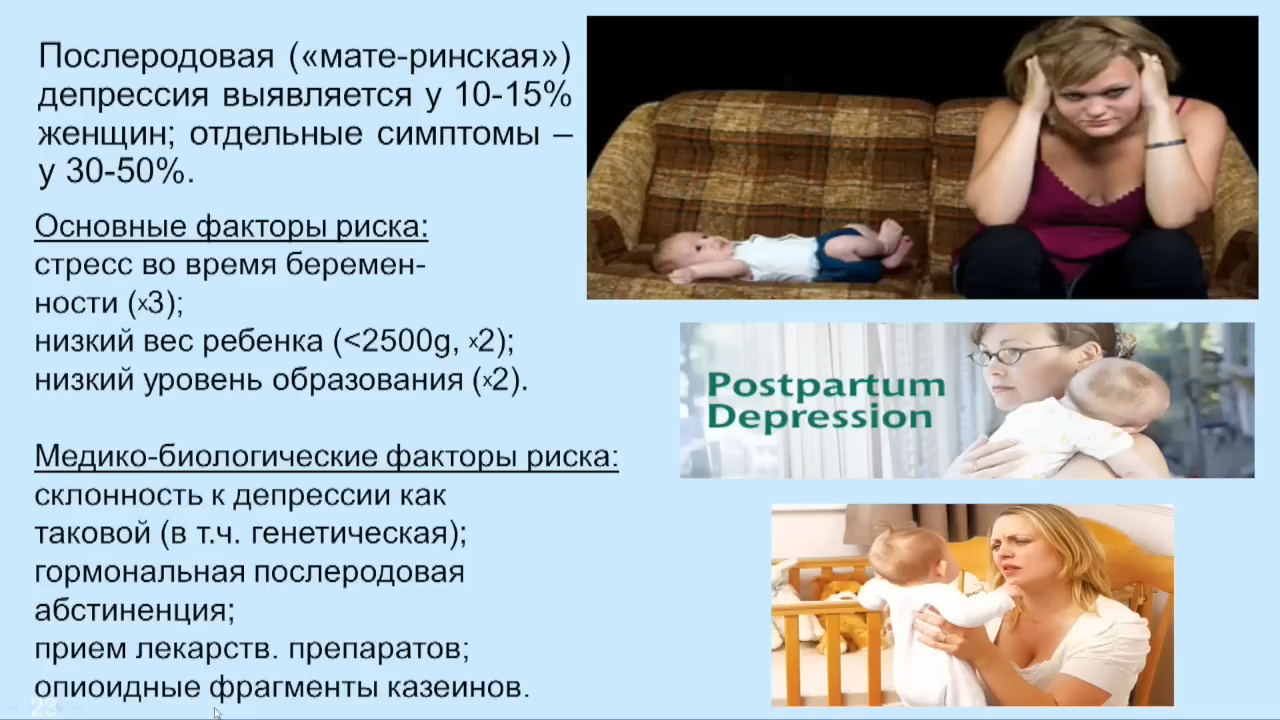 Послеродовая («мате-ринская»)
депрессия выявляется у 10-15%
женщин; отдельные симптомы –
у 30-50%.
Основные факторы риска:
стресс во время беремен-
ности (х3);
низкий вес ребенка (<2500g, х2);
низкий уровень образования (х2).
Медико-биологические факторы риска:
склонность к депрессии как
таковой (в т.ч. генетическая);
гормональная послеродовая
абстиненция;
прием лекарств. препаратов;
опиоидные фрагменты казеинов.
Postpartum
Depression
23